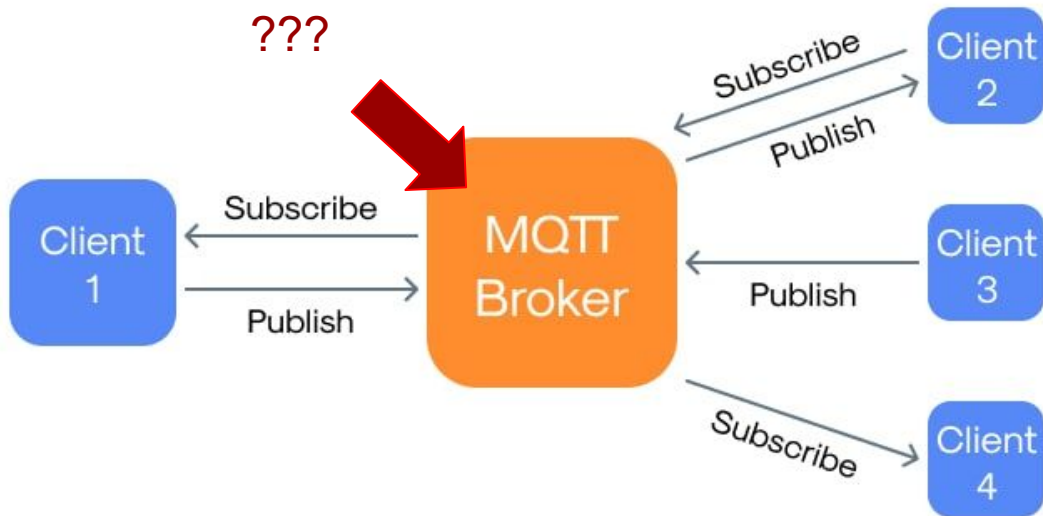 ???
Subscribe
Publish
Client
2
Client
1
Subscribe
Publish
MQTT
Broker
Publish
Client
3
Subscribe
Client
4